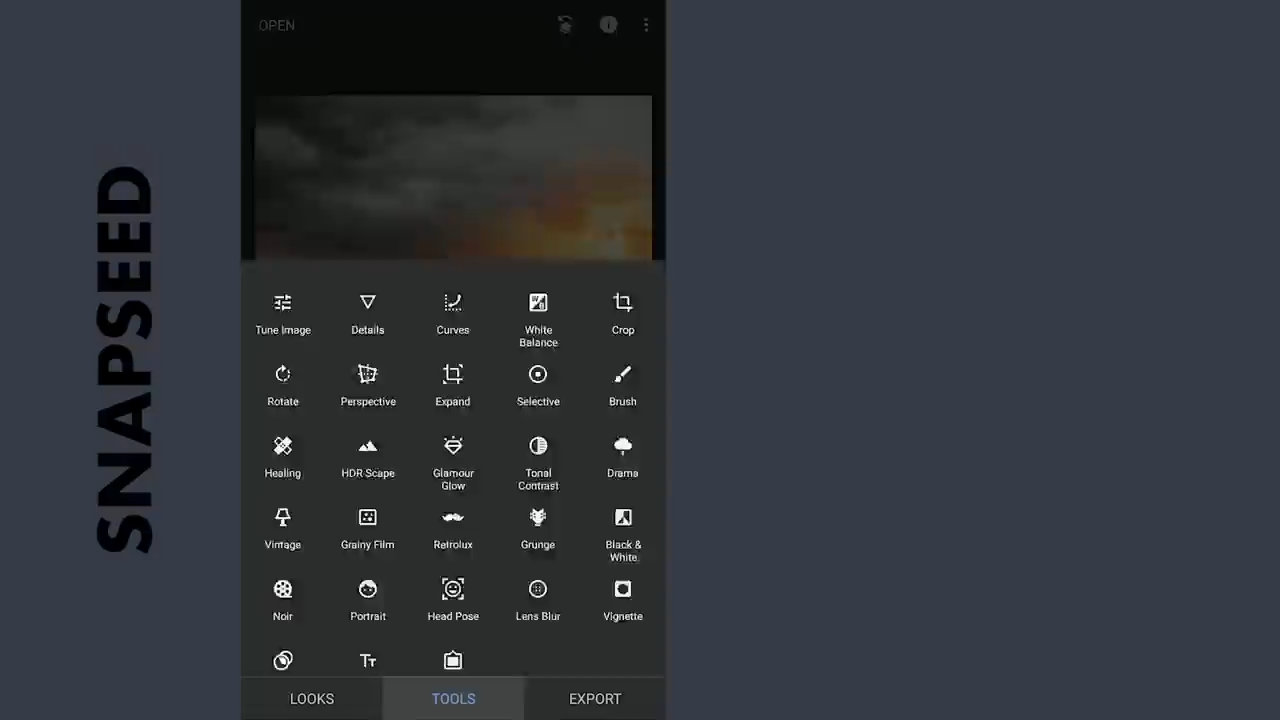 OPEN
SNAPSEED
Tune Image
Details
Curves
White
Balance
Crop
Rotate
Perspective
Expand
Selective
Brush
Healing
HDR Scape
Glamour
Glow
Tonal
Contrast
Drama
Vintage
Grainy Film
Retrolux
Grunge
Black &
White
Noir
Portrait
Head Pose
Lens Blur
Vignette
LOOKS
TOOLS
EXPORT